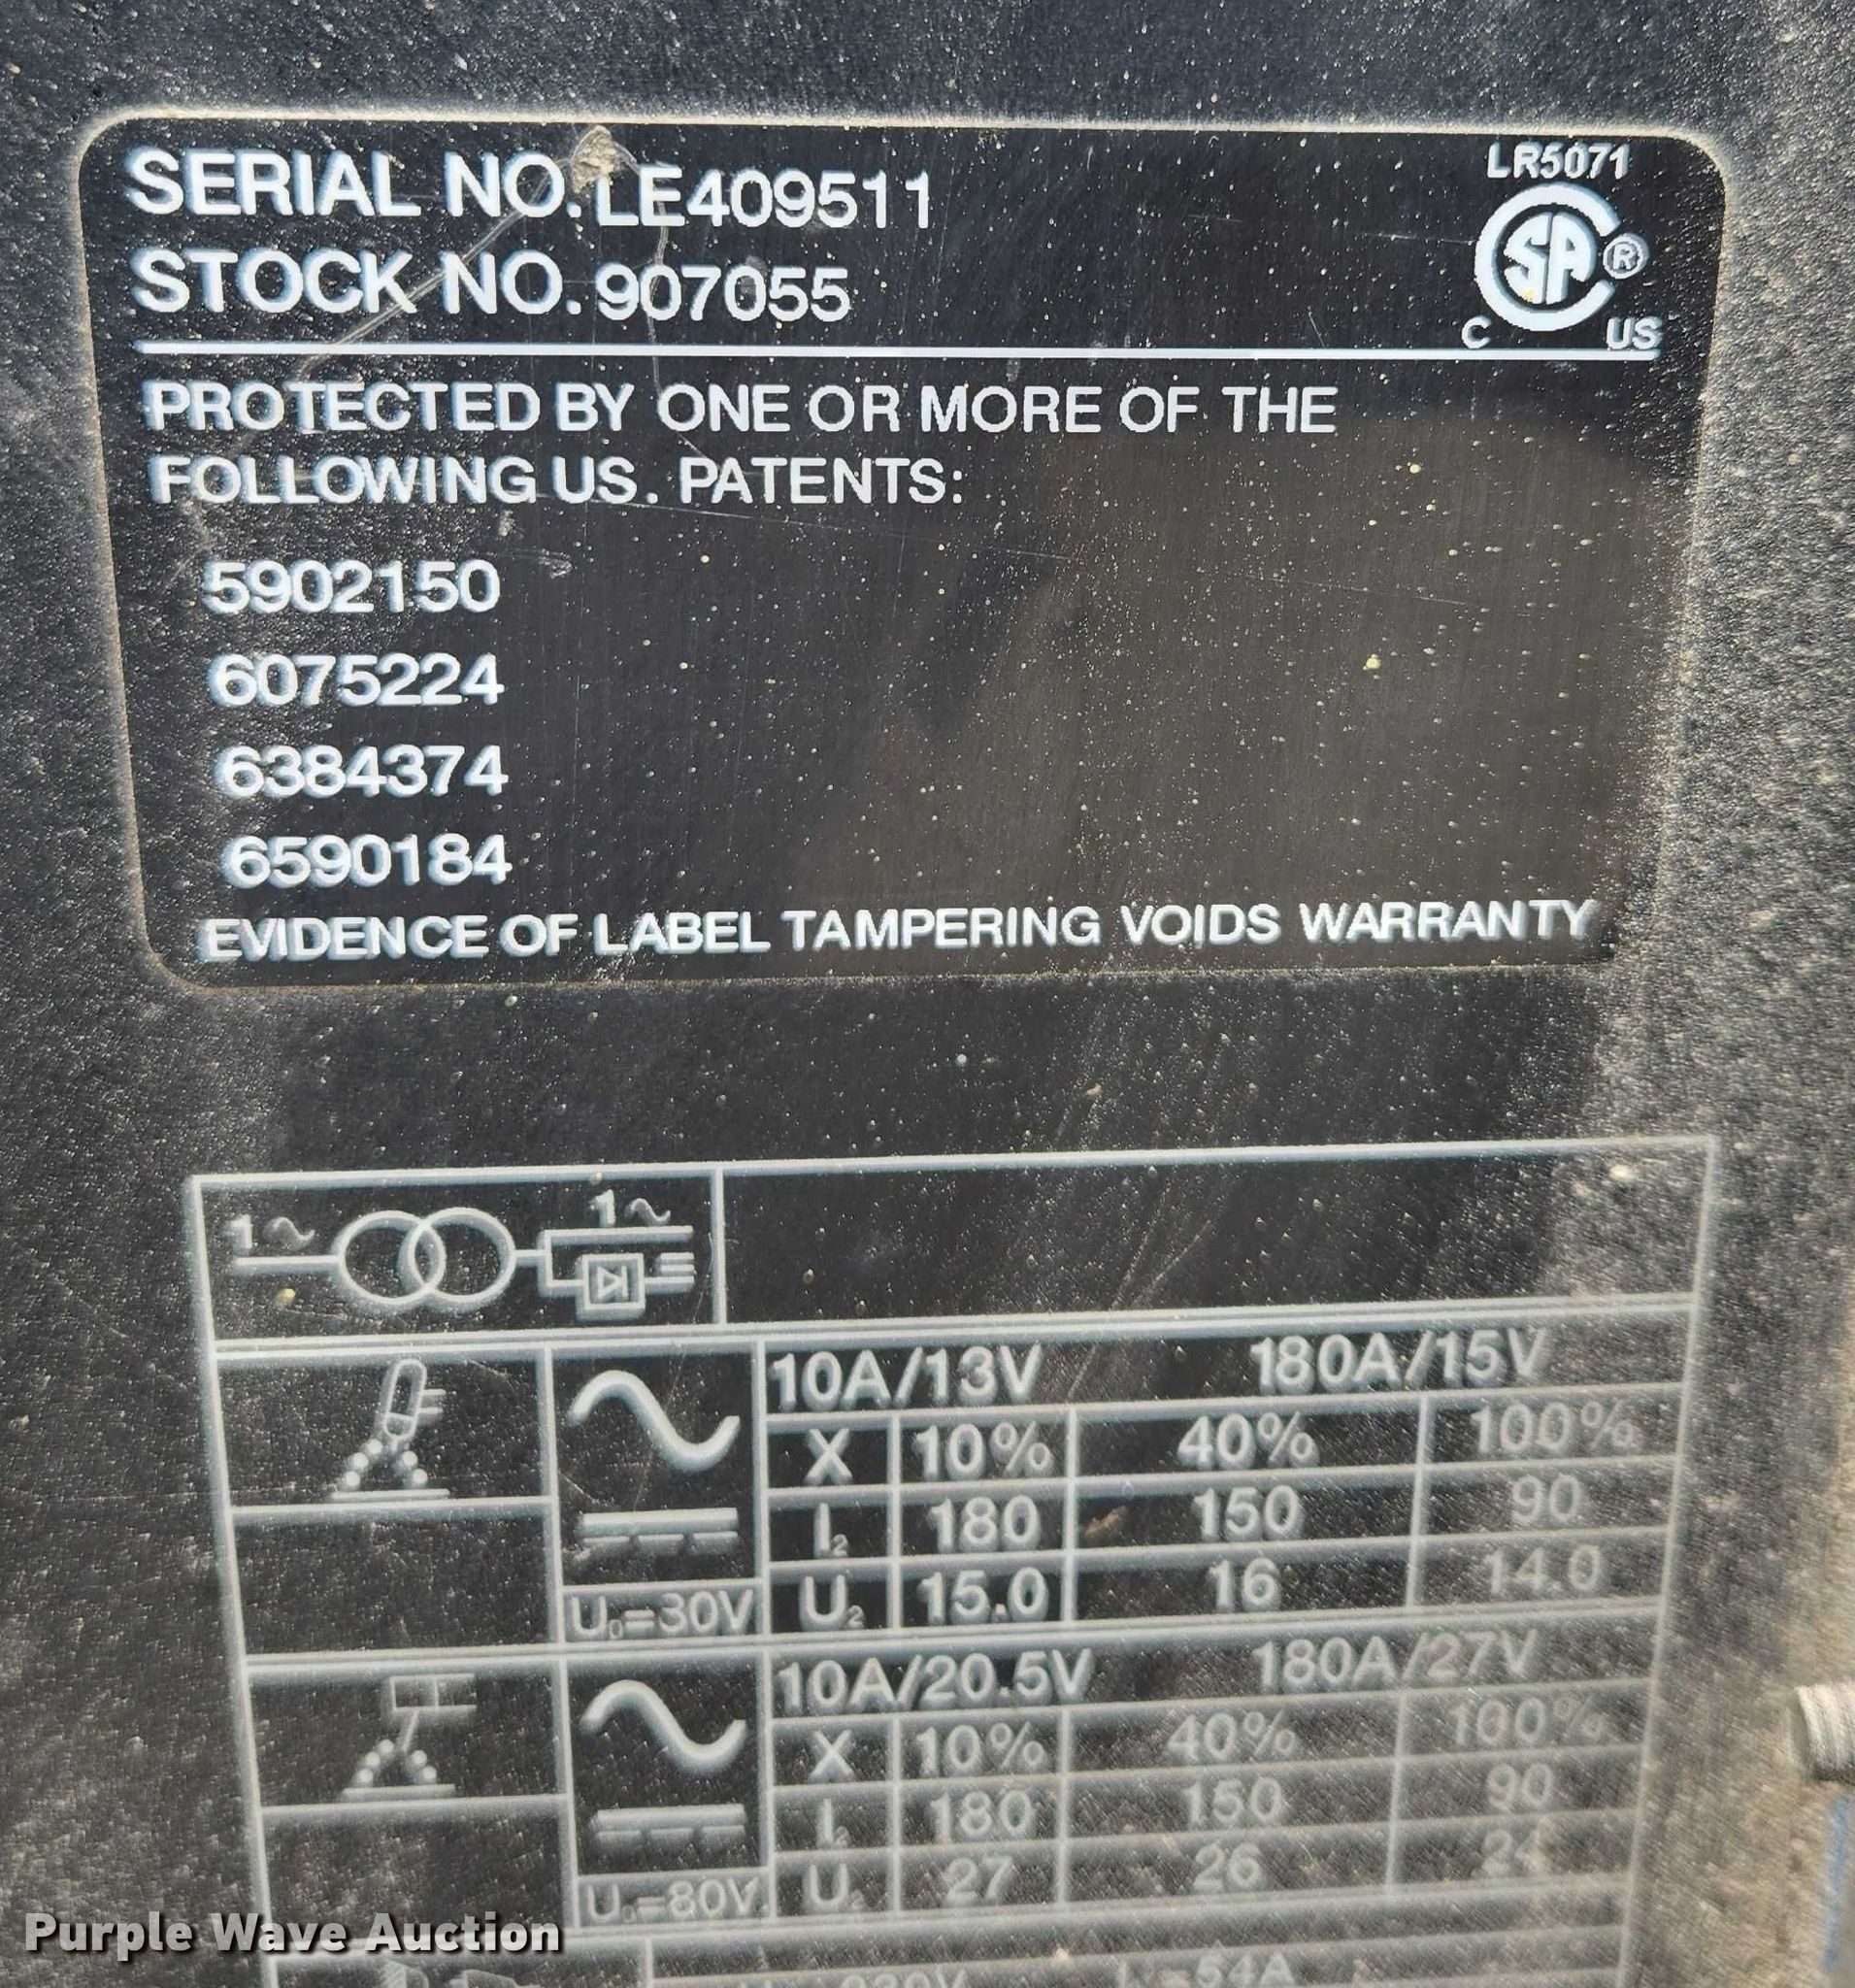 SERIAL NO. LE409511
LR5071
STOCK NO. 907055
SA ®
C US
PROTECTED BY ONE OR MORE OF THE
FOLLOWING US. PATENTS:
5902150
6075224
6384374
6590184
EVIDENCE OF LABEL TAMPERING VOIDS WARRANTY
1~ 1~
10A/13V 180A/15V
X 10% 40% 100%
I2 180 150 90
U0=30V U2 15.0 16 14.0
10A/20.5V 180A/27V
X 10% 40% 100%
I2 180 150 90
U0=80V U2 27 26 24
Purple Wave Auction